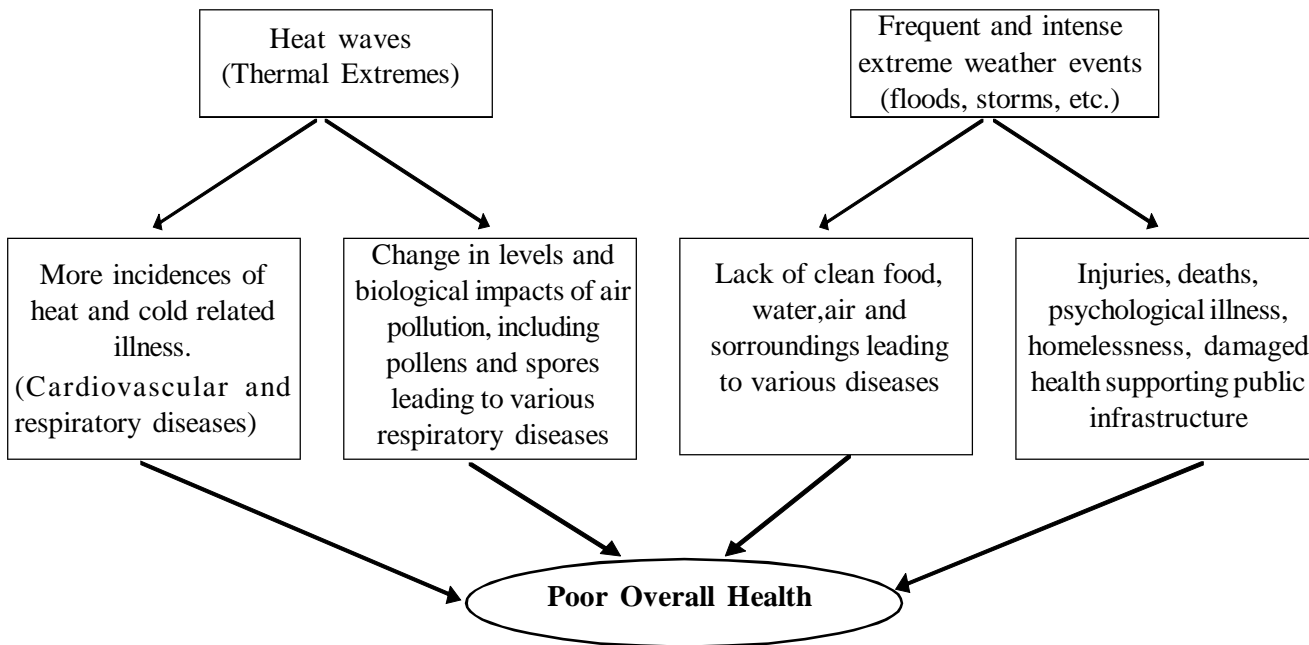 Heat waves
(Thermal Extremes)
Frequent and intense
extreme weather events
(floods, storms, etc.)
More incidences of
heat and cold related
illness.
(Cardiovascular and
respiratory diseases)
Change in levels and
biological impacts of air
pollution, including
pollens and spores
leading to various
respiratory diseases
Lack of clean food,
water,air and
sorroundings leading
to various diseases
Injuries, deaths,
psychological illness,
homelessness, damaged
health supporting public
infrastructure
Poor Overall Health